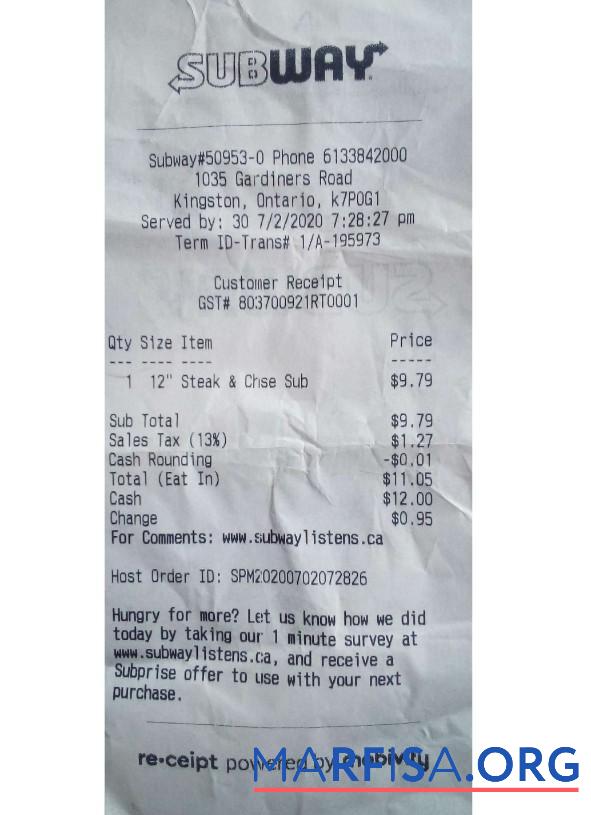 SUBWAY
Subway#50953-0 Phone 6133842000
1035 Gardiners Road
Kingston, Ontario, k7P0G1
Served by: 30 7/2/2020 7:28:27 pm
Term ID-Trans# 1/A-195973
Customer Receipt
GST# 803700921RT0001
Qty Size Item Price
--- ---- ---- -----
1 12" Steak & Chse Sub $9.79
Sub Total $9.79
Sales Tax (13%) $1.27
Cash Rounding -$0.01
Total (Eat In) $11.05
Cash $12.00
Change $0.95
For Comments: www.subwaylistens.ca
Host Order ID: SPM20200702072826
Hungry for more? Let us know how we did
today by taking our 1 minute survey at
www.subwaylistens.ca, and receive a
Subprise offer to use with your next
purchase.
re•ceipt powered by mobivity
MARFISA.ORG